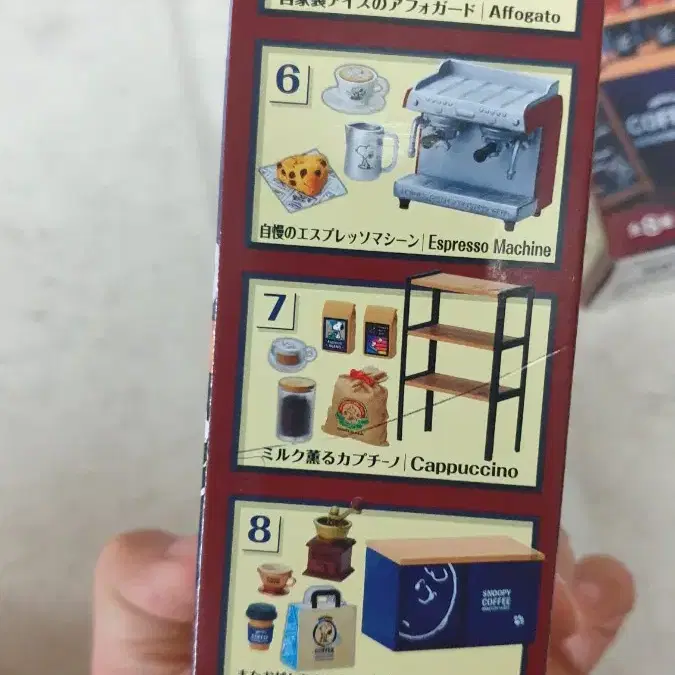 自家製アイスのアフォガード | Affogato
6
自慢のエスプレッソマシーン | Espresso Machine
7
ミルク薫るカプチーノ | Cappuccino
8
SNOOPY
COFFEE
COFFEE